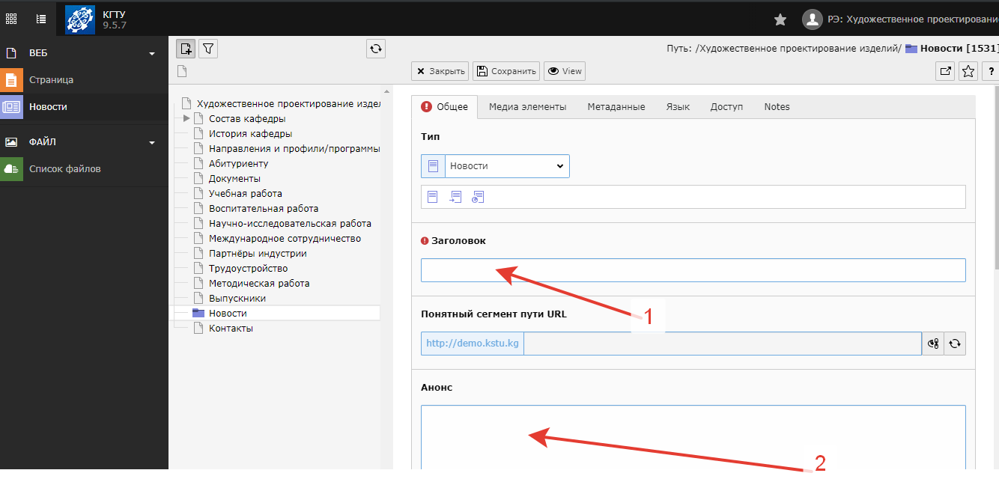 КГТУ
9.5.7
РЭ: Художественное проектировани
ВЕБ
Страница
Новости
ФАЙЛ
Список файлов
Художественное проектирование издел
Состав кафедры
История кафедры
Направления и профили/программы
Абитуриенту
Документы
Учебная работа
Воспитательная работа
Научно-исследовательская работа
Международное сотрудничество
Партнёры индустрии
Трудоустройство
Методическая работа
Выпускники
Новости
Контакты
Путь: /Художественное проектирование изделий/ Новости [1531]
Закрыть Сохранить View ?
Общее Медиа элементы Метаданные Язык Доступ Notes
Тип
Новости
Заголовок
1
Понятный сегмент пути URL
http://demo.kstu.kg
Анонс
2